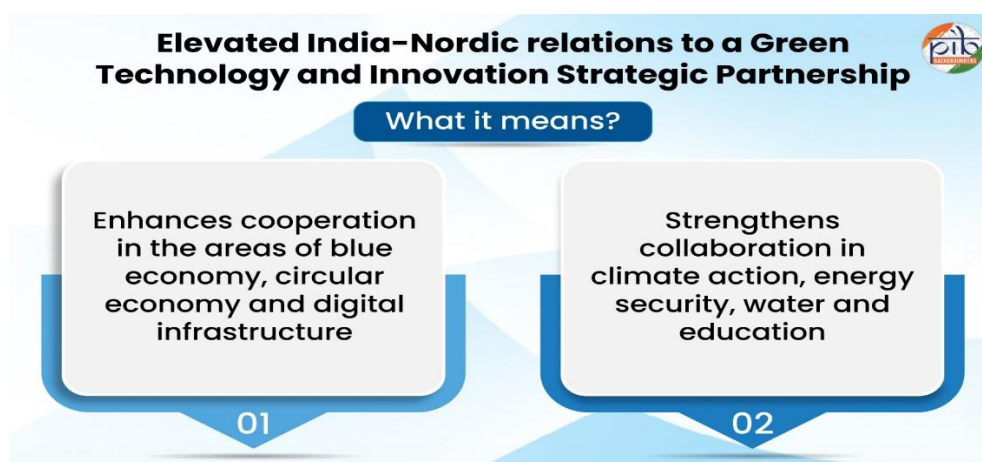 Elevated India-Nordic relations to a Green
Technology and Innovation Strategic Partnership
pib
BACKGROUNDERS
What it means?
Enhances cooperation
in the areas of blue
economy, circular
economy and digital
infrastructure
01
Strengthens
collaboration in
climate action, energy
security, water and
education
02